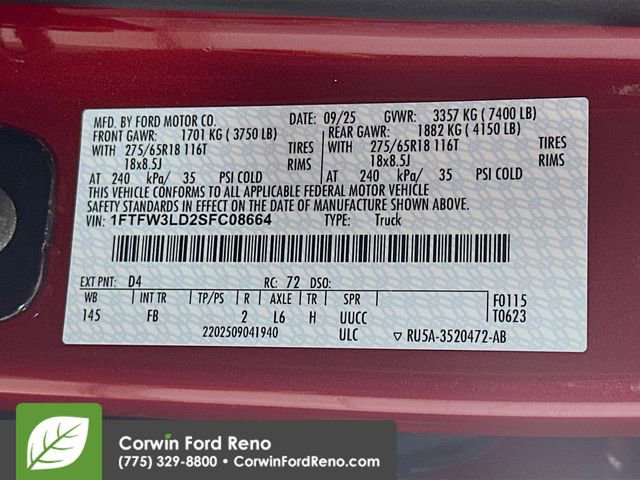 MFD. BY FORD MOTOR CO. DATE: 09/25 GVWR: 3357 KG ( 7400 LB)
FRONT GAWR: 1701 KG ( 3750 LB) REAR GAWR: 1882 KG ( 4150 LB)
WITH 275/65R18 116T TIRES WITH 275/65R18 116T TIRES
18x8.5J RIMS 18x8.5J RIMS
AT 240 kPa/ 35 PSI COLD AT 240 kPa/ 35 PSI COLD
THIS VEHICLE CONFORMS TO ALL APPLICABLE FEDERAL MOTOR VEHICLE
SAFETY STANDARDS IN EFFECT ON THE DATE OF MANUFACTURE SHOWN ABOVE.
VIN: 1FTFW3LD2SFC08664 TYPE: Truck
EXT PNT: D4 RC: 72 DSO:
WB INT TR TP/PS R AXLE TR SPR F0115
145 FB 2 L6 H UUCC T0623
2202509041940 ULC ▽ RU5A-3520472-AB
Corwin Ford Reno
(775) 329-8800 • CorwinFordReno.com